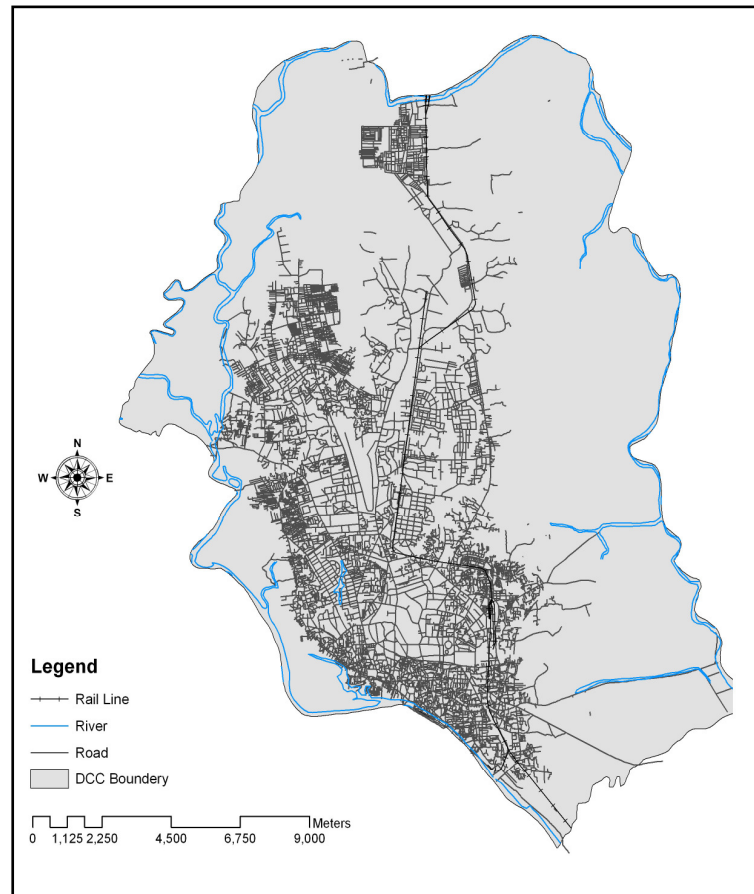 N
W E
S
Legend
Rail Line
River
Road
DCC Boundery
Meters
0 1,125 2,250 4,500 6,750 9,000